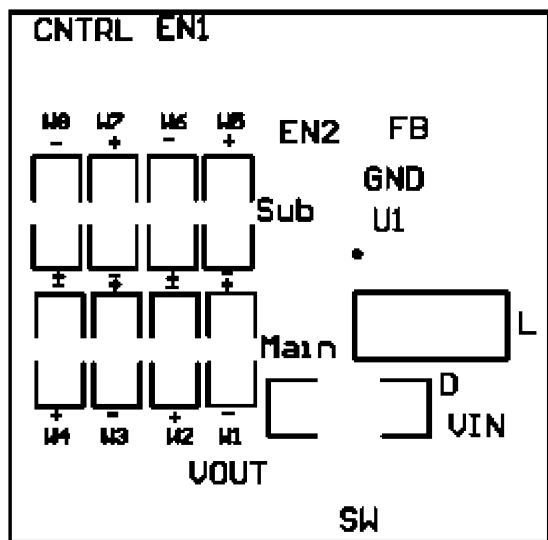 CNTRL EN1
W8 W7 W6 W5 EN2 FB
- + - +
GND
Sub U1
± ∓ ± ∓
L
Main
D
+ - + - VIN
W4 W3 W2 W1
VOUT
SW